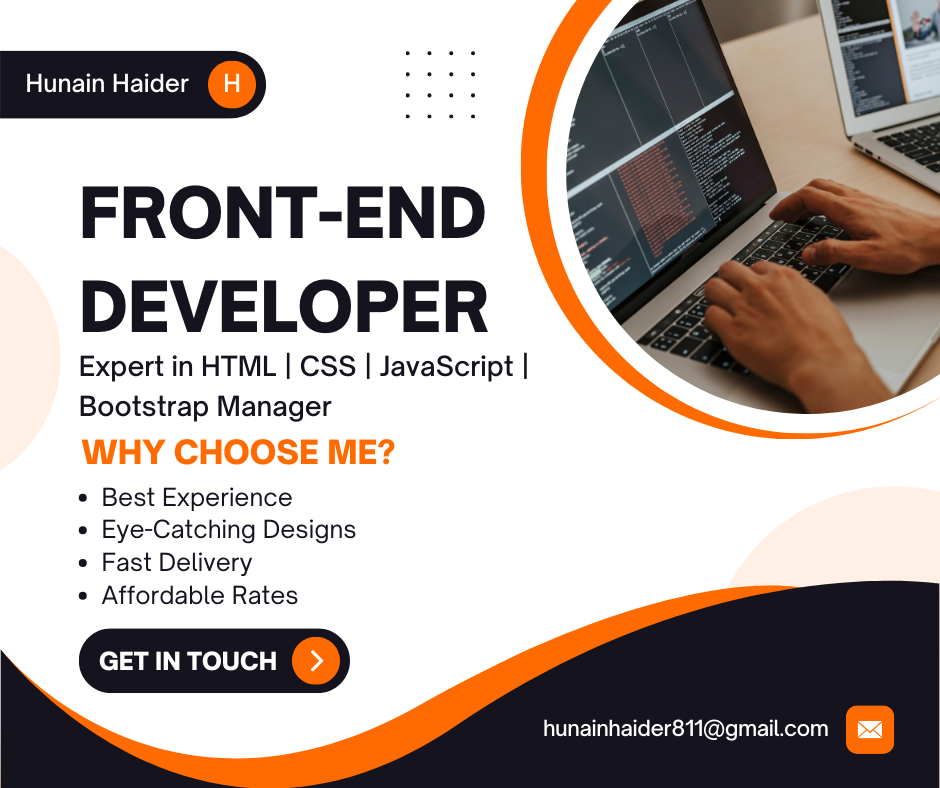 Hunain Haider H
FRONT-END
DEVELOPER
Expert in HTML | CSS | JavaScript |
Bootstrap Manager
WHY CHOOSE ME?
• Best Experience
• Eye-Catching Designs
• Fast Delivery
• Affordable Rates
GET IN TOUCH
hunainhaider811@gmail.com